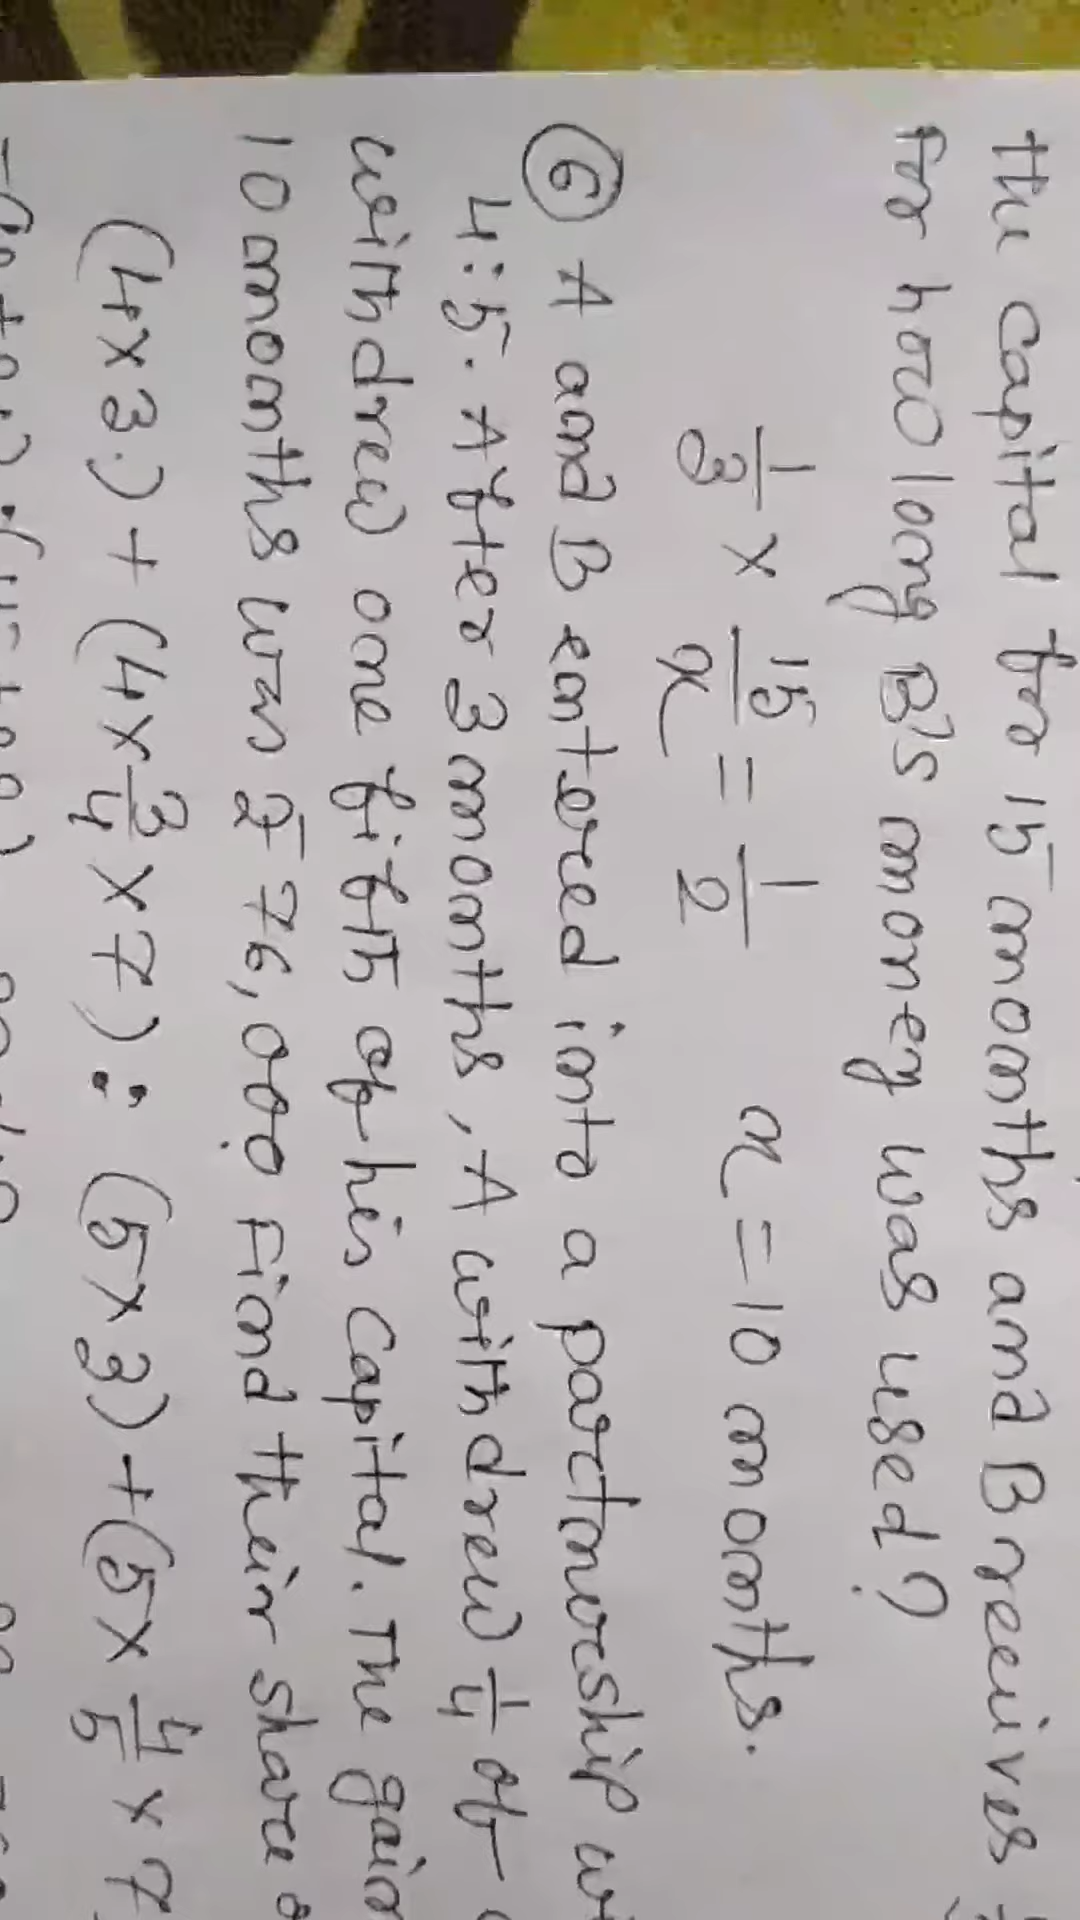 the capital for 15 months and B receives
for how long B's money was used?
1/3 × 15/x = 1/2 x = 10 months.
⑥ A and B entered into a partnership
4:5. After 3 months, A withdrew 1/4 of
withdrew one fifth of his capital. The gain
10 months was ₹ 76,000 Find their share
(4×3) + (4×3/4×7) : (5×3)+(5×4/5×7